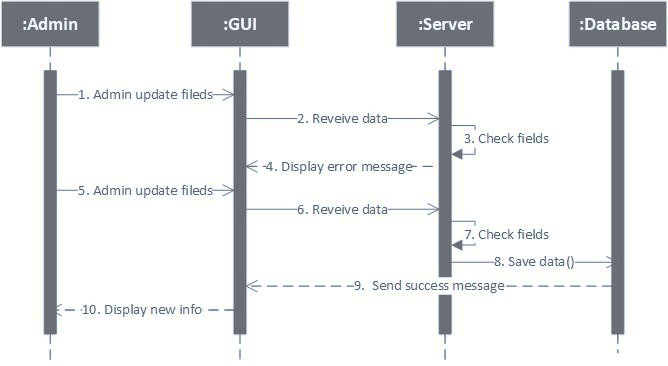 :Admin
:GUI
:Server
:Database
1. Admin update fileds
2. Reveive data
3. Check fields
4. Display error message
5. Admin update fileds
6. Reveive data
7. Check fields
8. Save data()
9. Send success message
10. Display new info